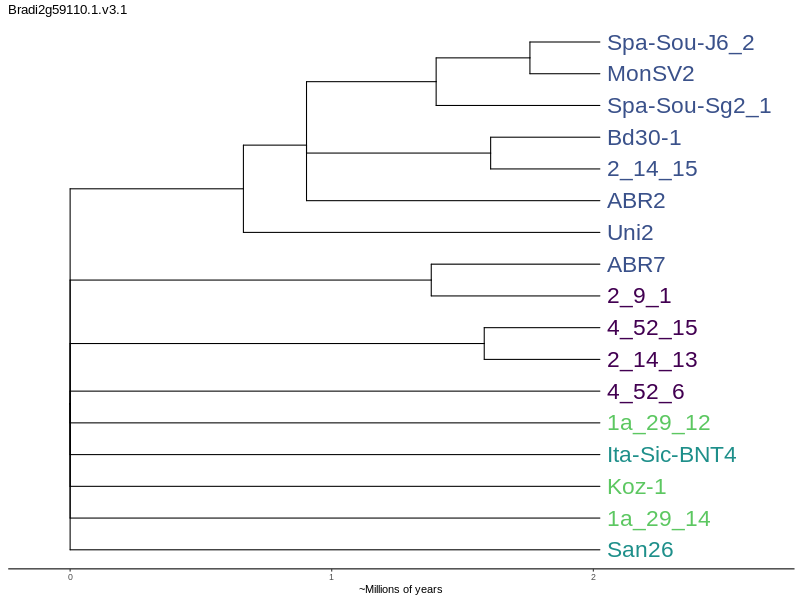 Bradi2g59110.1.v3.1
Spa-Sou-J6_2
MonSV2
Spa-Sou-Sg2_1
Bd30-1
2_14_15
ABR2
Uni2
ABR7
2_9_1
4_52_15
2_14_13
4_52_6
1a_29_12
Ita-Sic-BNT4
Koz-1
1a_29_14
San26
0 1 2
~Millions of years